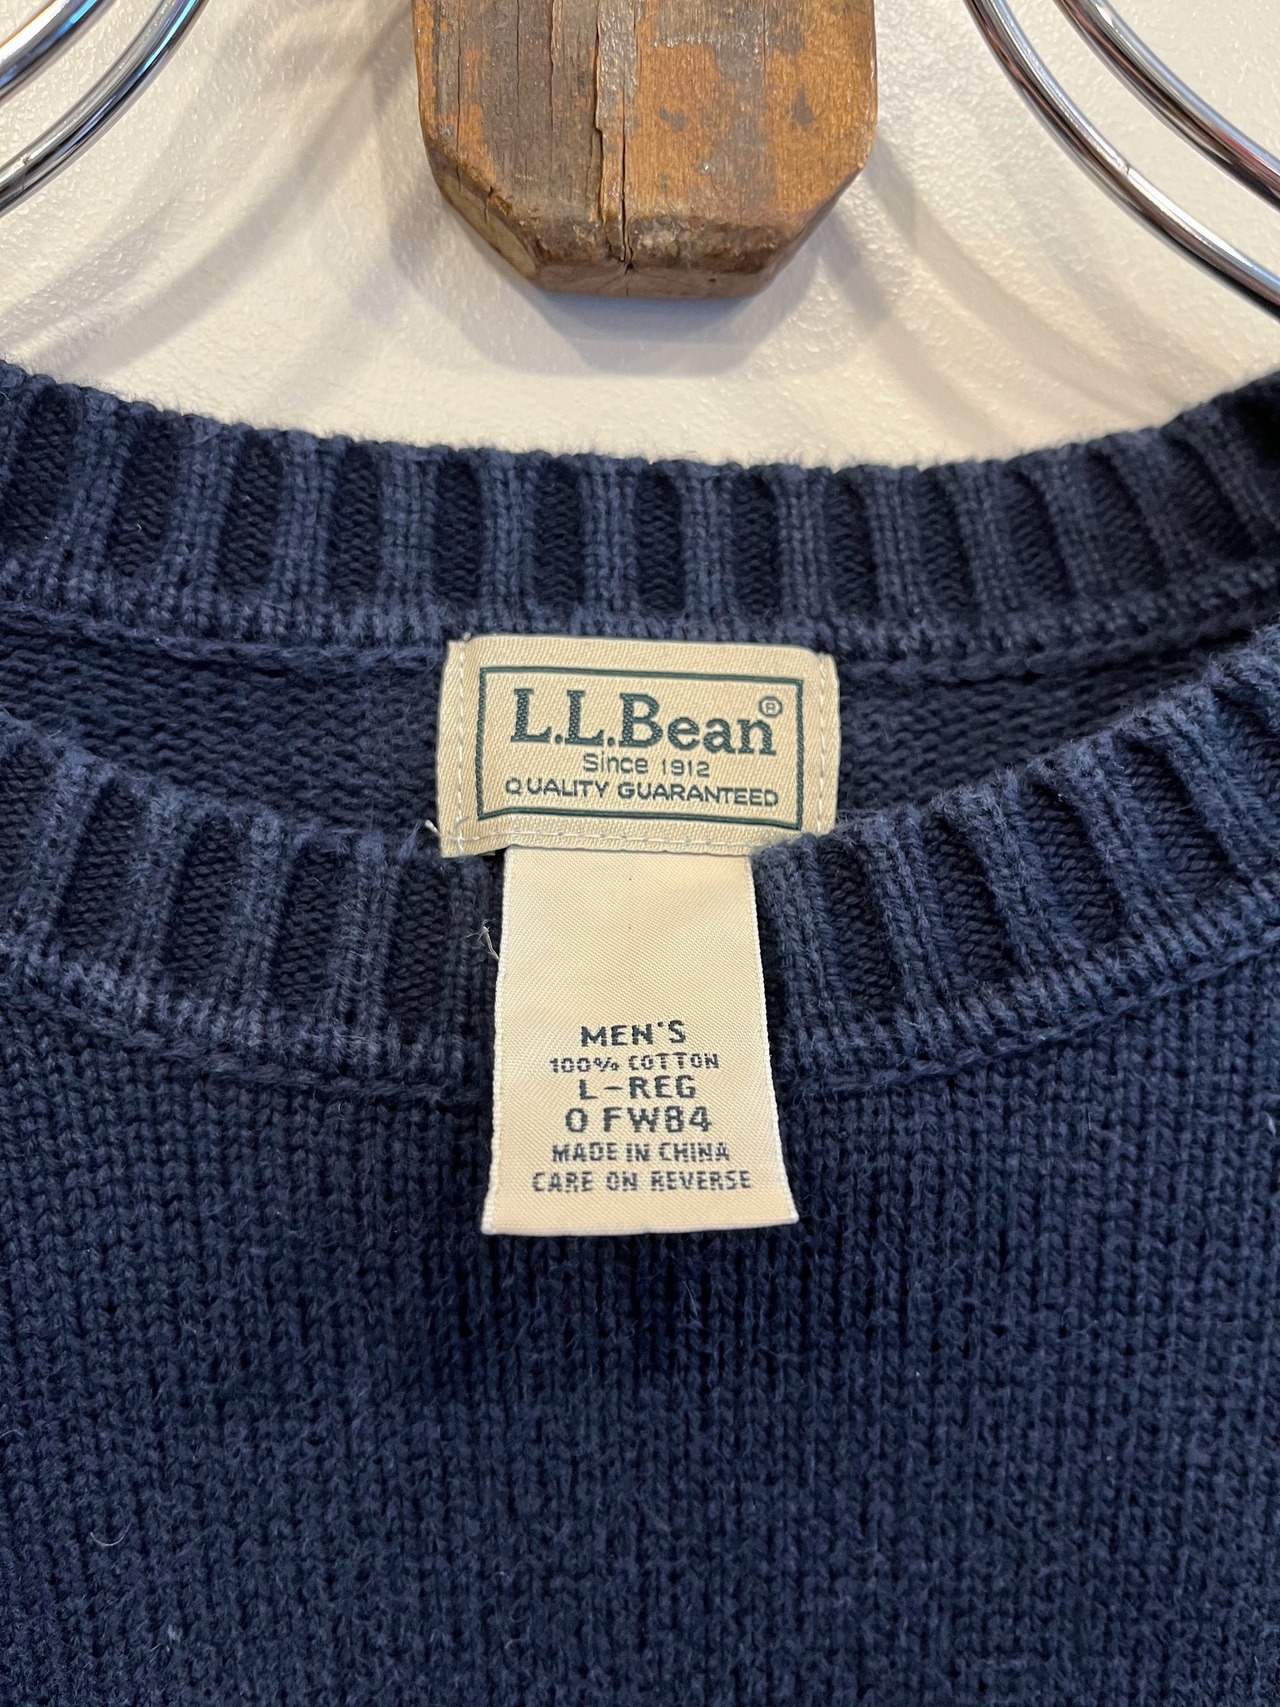 L.L.Bean®
Since 1912
QUALITY GUARANTEED
MEN'S
100% COTTON
L-REG
0 FW84
MADE IN CHINA
CARE ON REVERSE